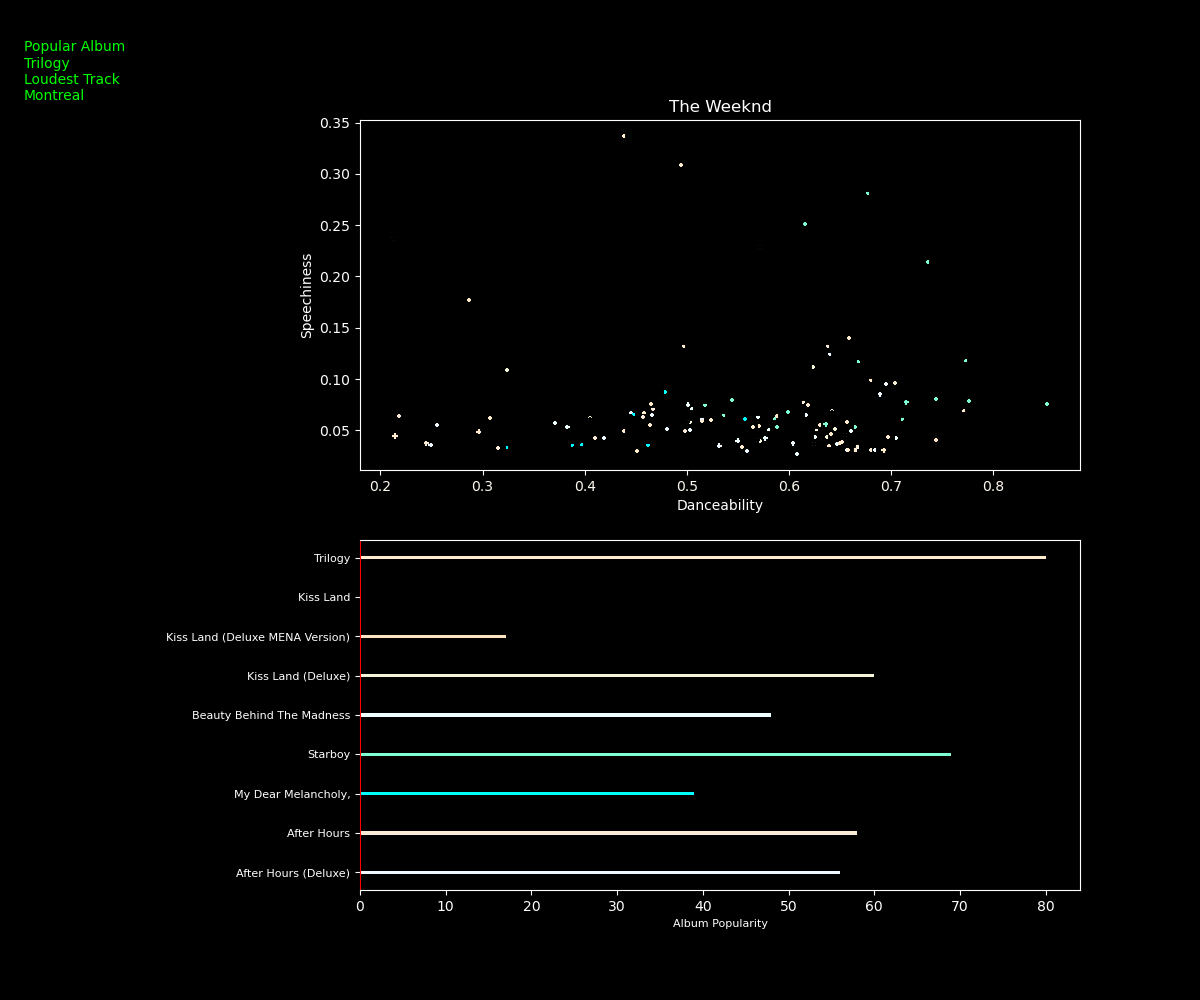 Popular Album
Trilogy
Loudest Track
Montreal
The Weeknd
0.35
0.30
0.25
0.20
0.15
0.10
0.05
Speechiness
0.2 0.3 0.4 0.5 0.6 0.7 0.8
Danceability
Trilogy
Kiss Land
Kiss Land (Deluxe MENA Version)
Kiss Land (Deluxe)
Beauty Behind The Madness
Starboy
My Dear Melancholy,
After Hours
After Hours (Deluxe)
0 10 20 30 40 50 60 70 80
Album Popularity